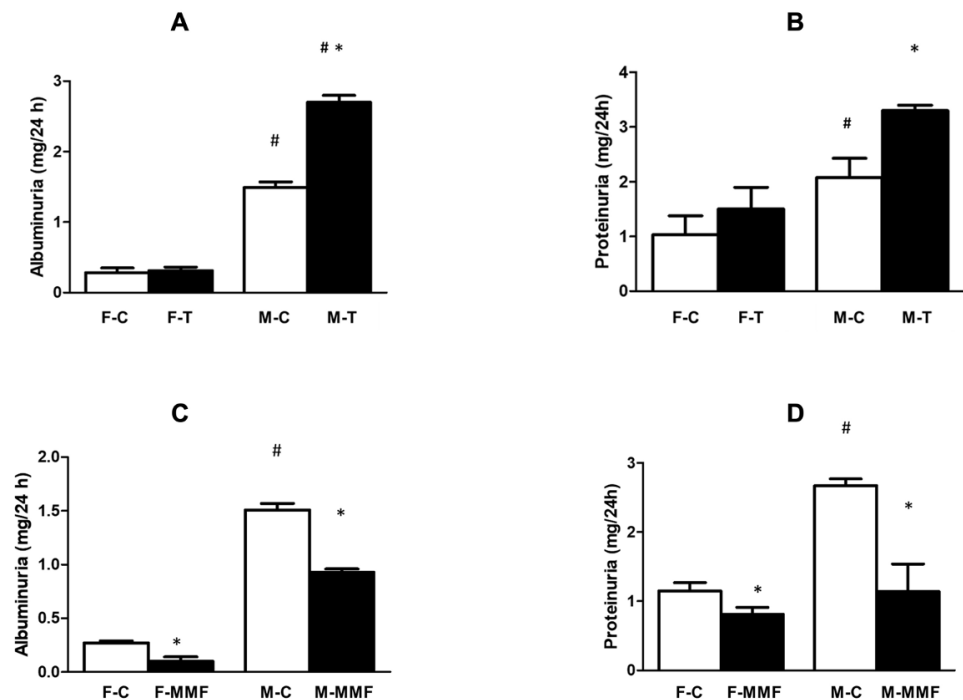 A
B
# *
*
Albuminuria (mg/24 h)
3
2
1
0
#
F-C F-T M-C M-T
Proteinuria (mg/24h)
4
3
2
1
0
#
F-C F-T M-C M-T
C
D
#
#
Albuminuria (mg/24 h)
2.0
1.5
1.0
0.5
0.0
*
*
F-C F-MMF M-C M-MMF
Proteinuria (mg/24h)
3
2
1
0
*
*
F-C F-MMF M-C M-MMF